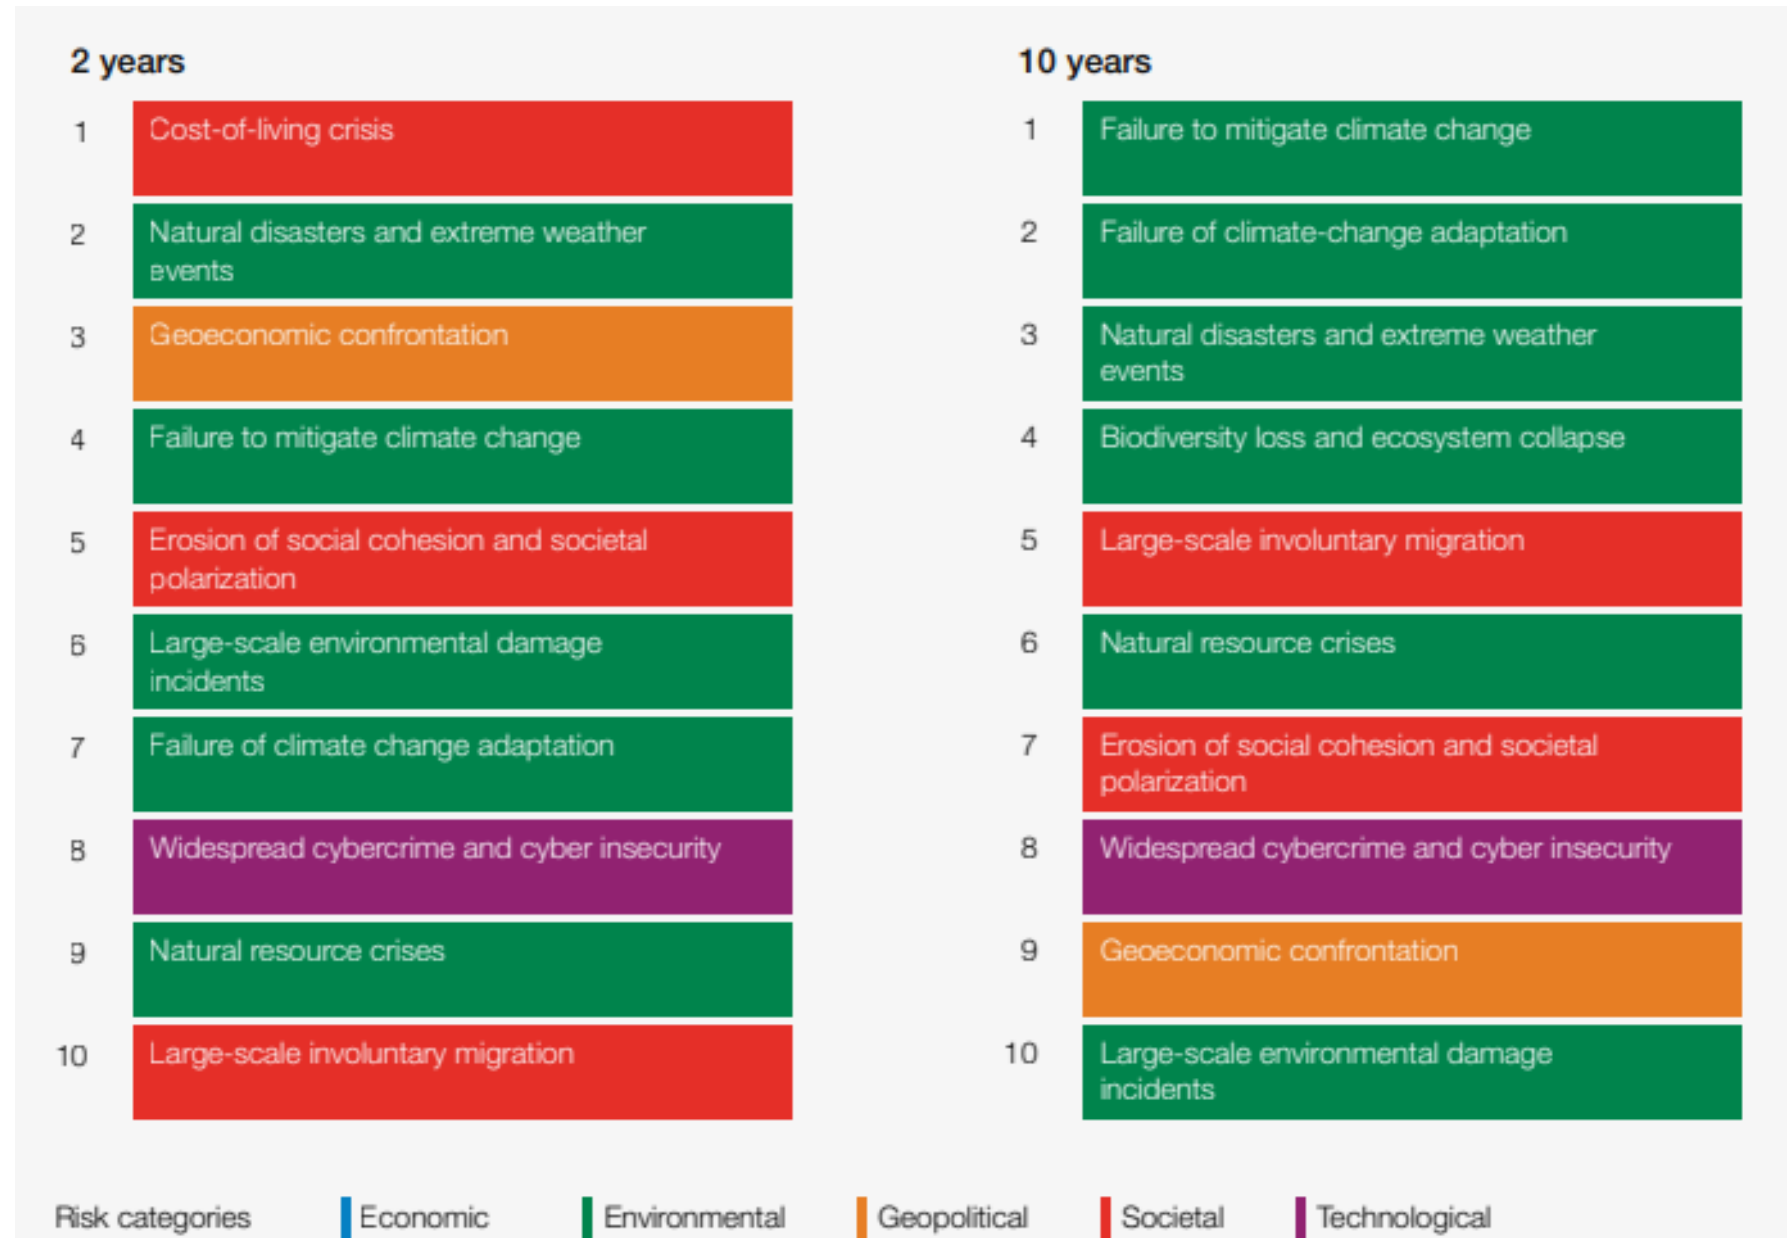 2 years
1
Cost-of-living crisis
2
Natural disasters and extreme weather
events
3
Geoeconomic confrontation
4
Failure to mitigate climate change
5
Erosion of social cohesion and societal
polarization
6
Large-scale environmental damage
incidents
7
Failure of climate change adaptation
8
Widespread cybercrime and cyber insecurity
9
Natural resource crises
10
Large-scale involuntary migration
10 years
1
Failure to mitigate climate change
2
Failure of climate-change adaptation
3
Natural disasters and extreme weather
events
4
Biodiversity loss and ecosystem collapse
5
Large-scale involuntary migration
6
Natural resource crises
7
Erosion of social cohesion and societal
polarization
8
Widespread cybercrime and cyber insecurity
9
Geoeconomic confrontation
10
Large-scale environmental damage
incidents
Risk categories Economic Environmental Geopolitical Societal Technological